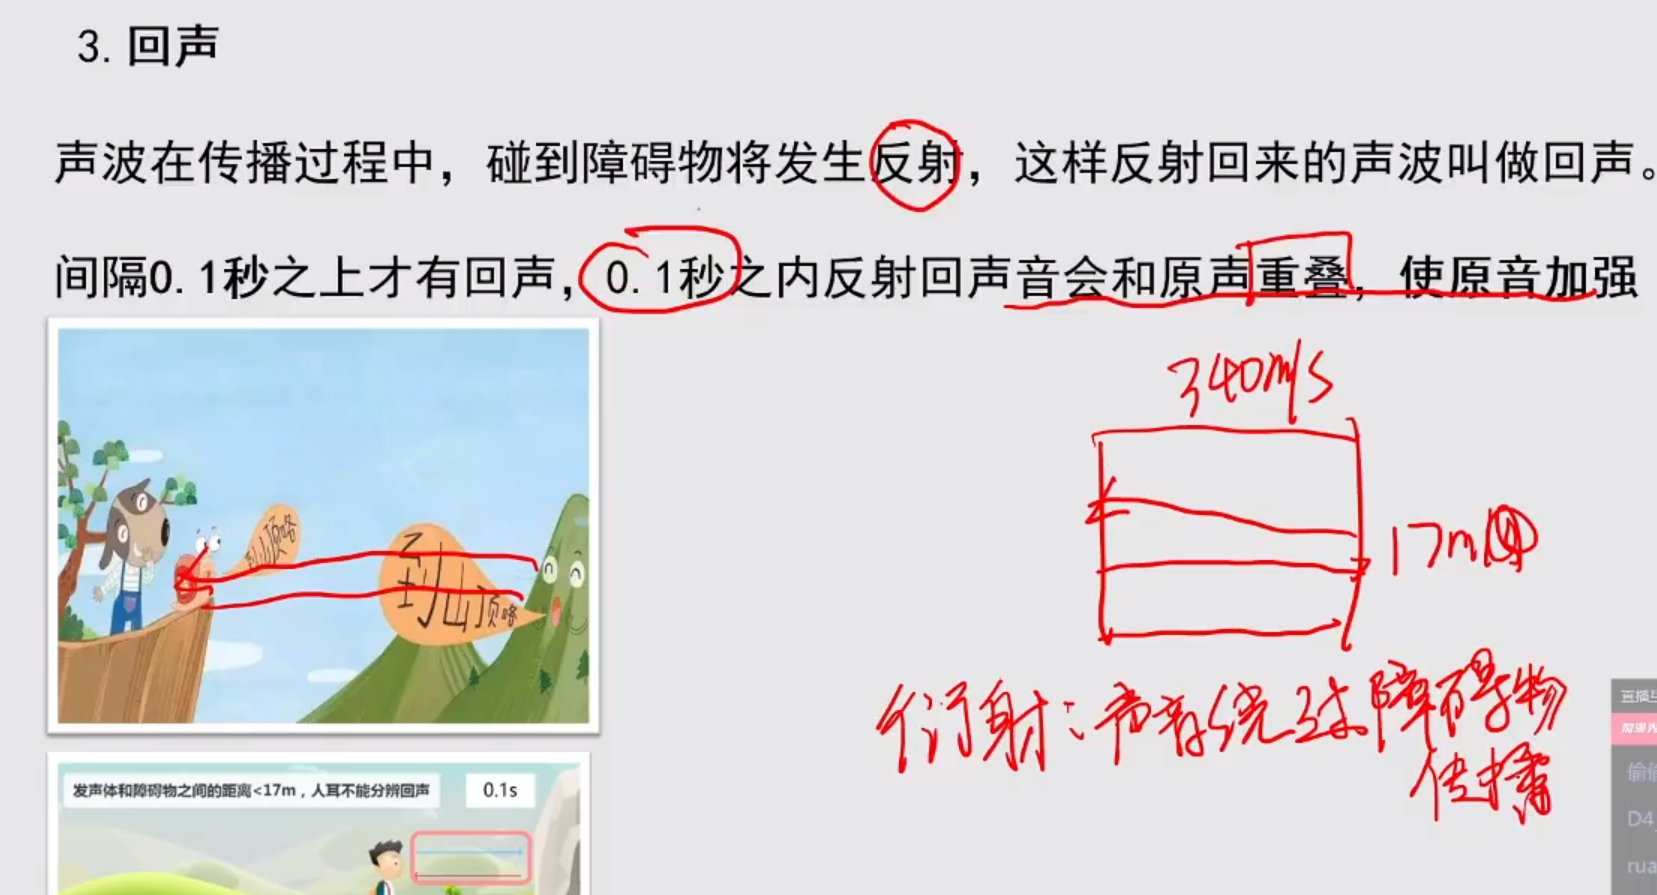 3. 回声
声波在传播过程中，碰到障碍物将发生反射，这样反射回来的声波叫做回声。
间隔0.1秒之上才有回声，0.1秒之内反射回声音会和原声重叠，使原音加强
340m/s
到山顶咯
到山顶咯
17m
衍射：声音绕过障碍物
传播
发声体和障碍物之间的距离<17m，人耳不能分辨回声
0.1s
直播
D4
rua